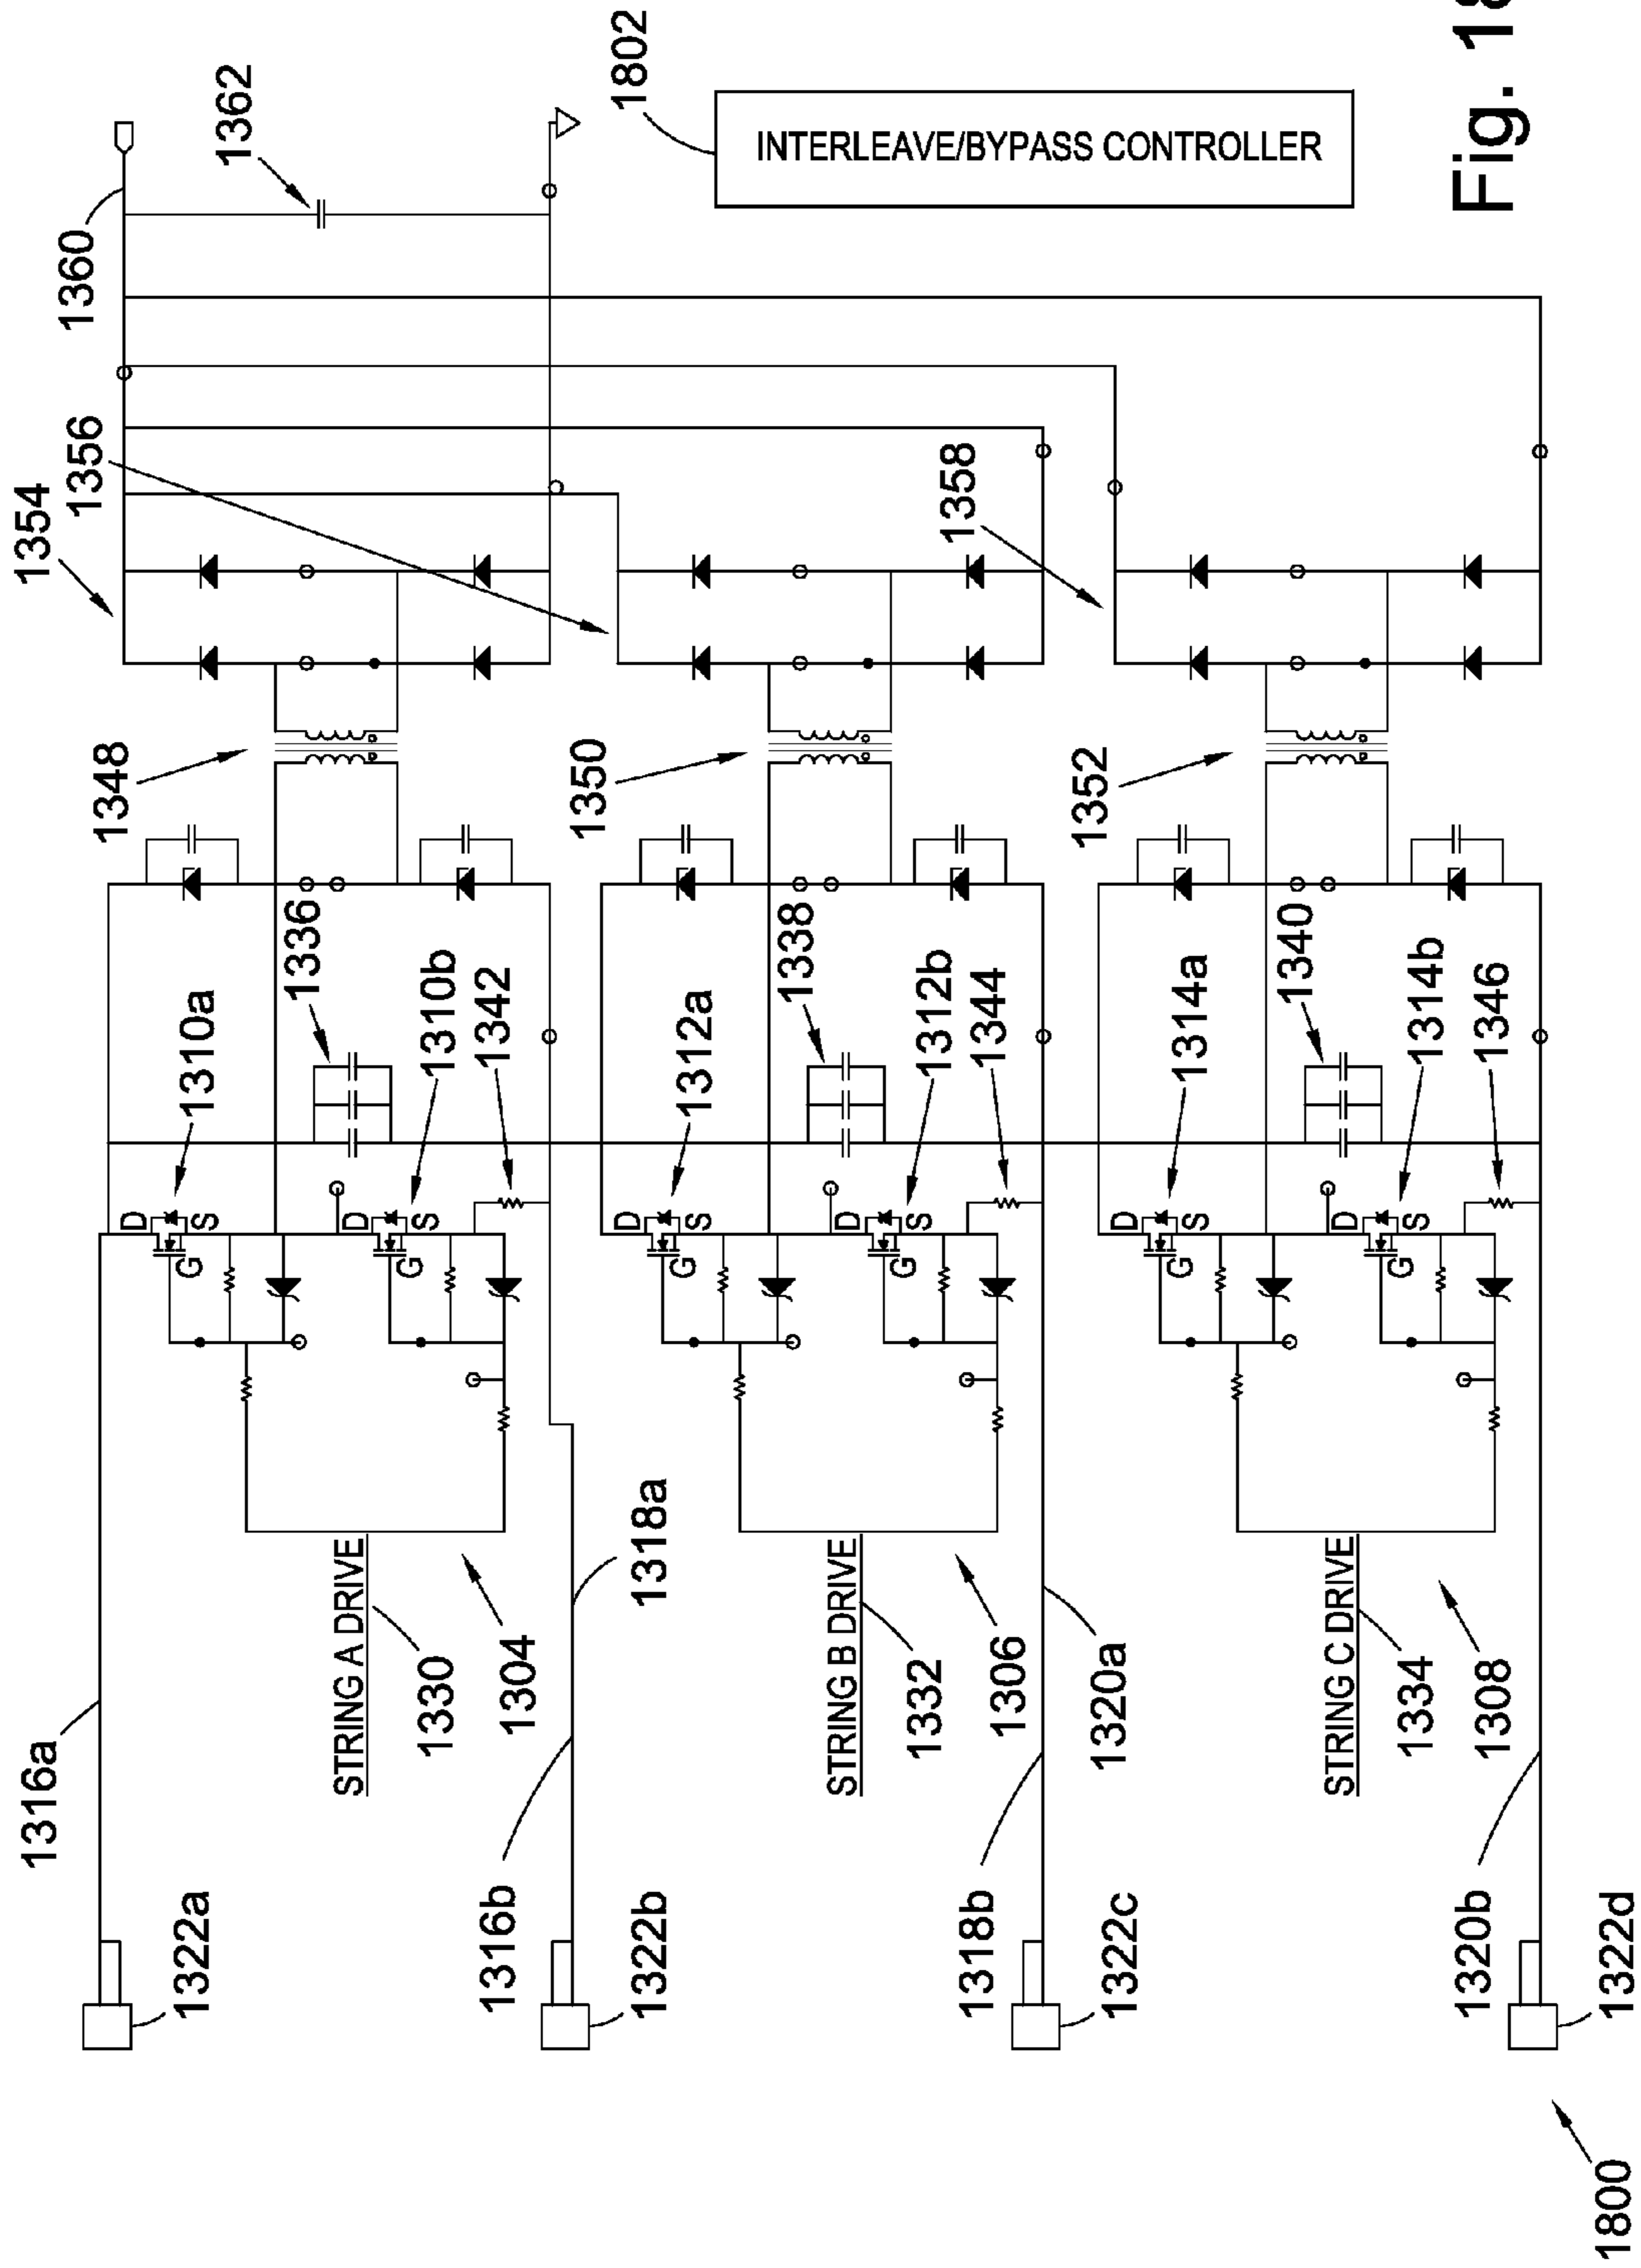 1316a
1354
1356
1360
1348
D
S
G
1322a
1310a
1362
1336
STRING A DRIVE
D
S
G
1330
1310b
1316b
1342
1304
1350
1802
1322b
1318a
D
S
G
1312a
INTERLEAVE/BYPASS CONTROLLER
1338
STRING B DRIVE
D
S
G
1332
1312b
1358
1318b
1344
1306
1352
1320a
1322c
D
S
G
1314a
1340
STRING C DRIVE
D
S
G
1334
1314b
1320b
1308
1346
Fig. 18
1800
1322d